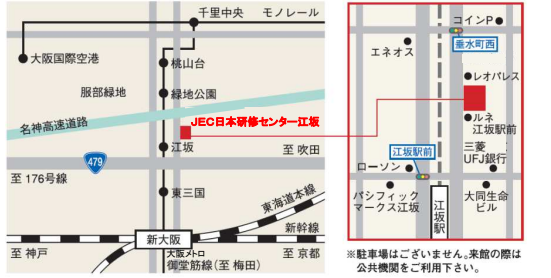 千里中央
モノレール
大阪国際空港
桃山台
服部緑地
緑地公園
名神高速道路
JEC日本研修センター江坂
江坂
至 吹田
479
至 176号線
東三国
東海道本線
新幹線
新大阪
至 神戸
大阪メトロ
御堂筋線(至 梅田)
至 京都
コインP
垂水町西
エネオス
レオパレス
ルネ
江坂駅前
江坂駅前
三菱
UFJ銀行
ローソン
パシフィック
マークス江坂
江坂駅
大同生命
ビル
※駐車場はございません。来館の際は
公共機関をご利用下さい。